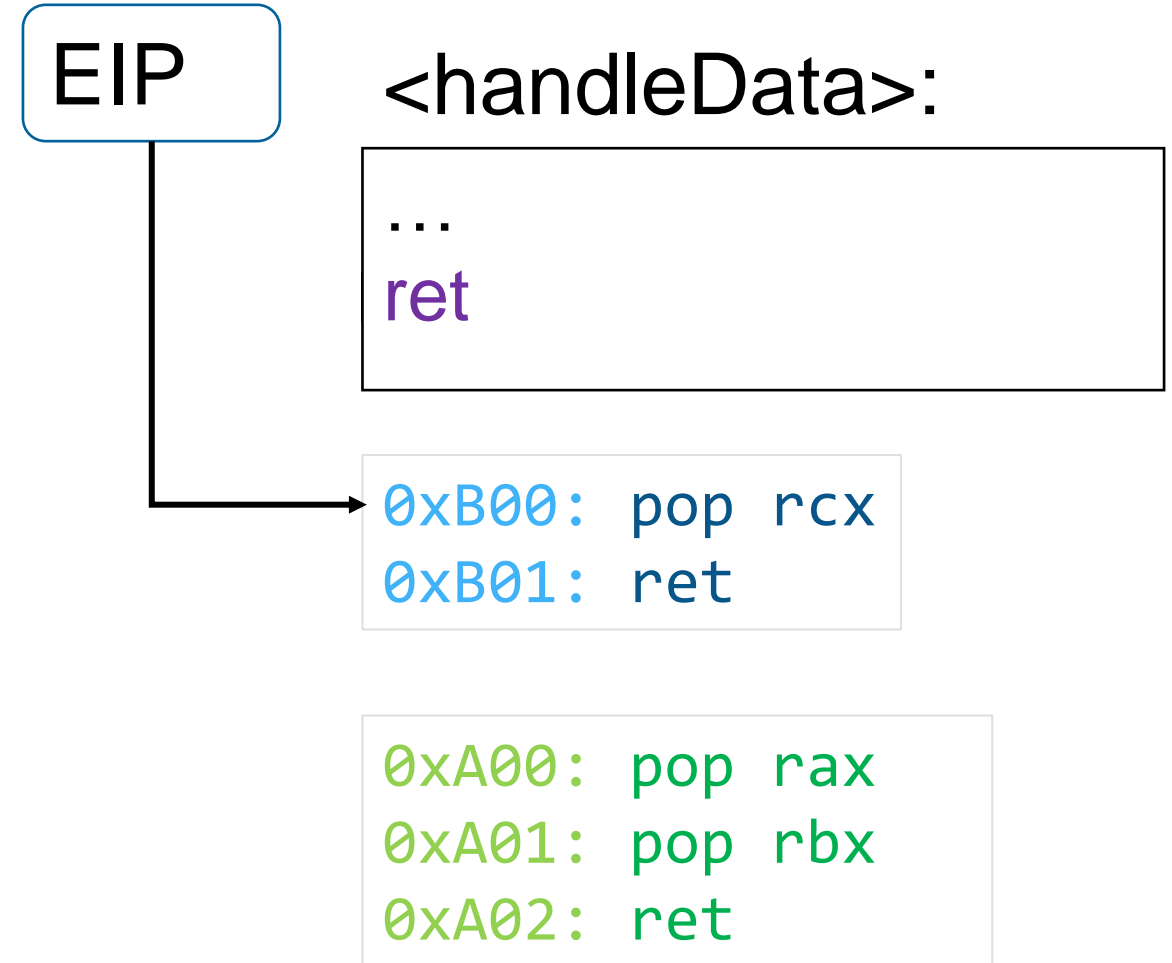 EIP
<handleData>:
…
ret
0xB00: pop rcx
0xB01: ret
0xA00: pop rax
0xA01: pop rbx
0xA02: ret